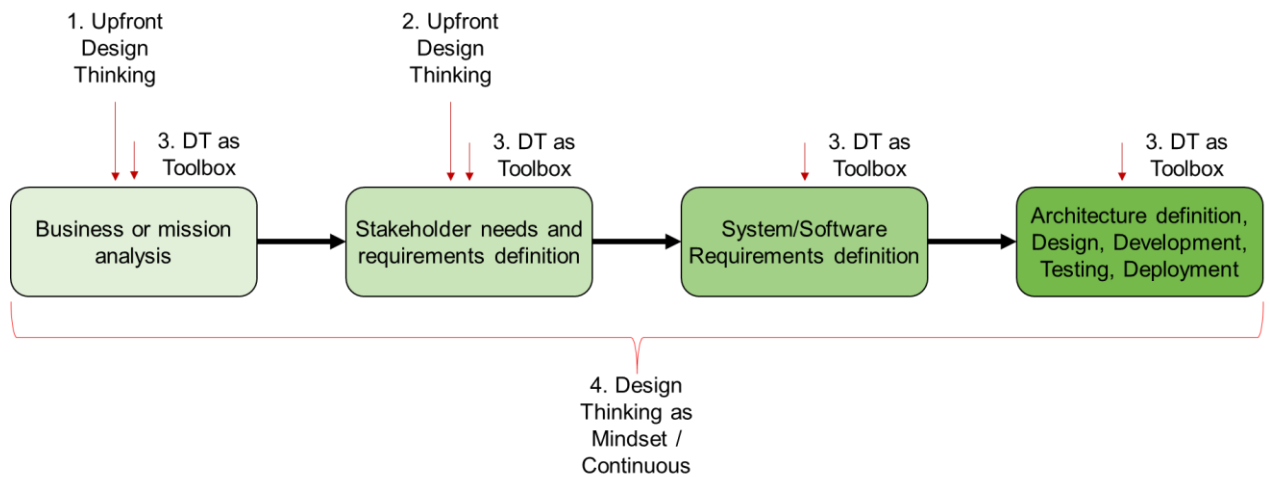 1. Upfront
Design
Thinking
2. Upfront
Design
Thinking
3. DT as
Toolbox
3. DT as
Toolbox
3. DT as
Toolbox
3. DT as
Toolbox
Business or mission
analysis
Stakeholder needs and
requirements definition
System/Software
Requirements definition
Architecture definition,
Design, Development,
Testing, Deployment
4. Design
Thinking as
Mindset /
Continuous